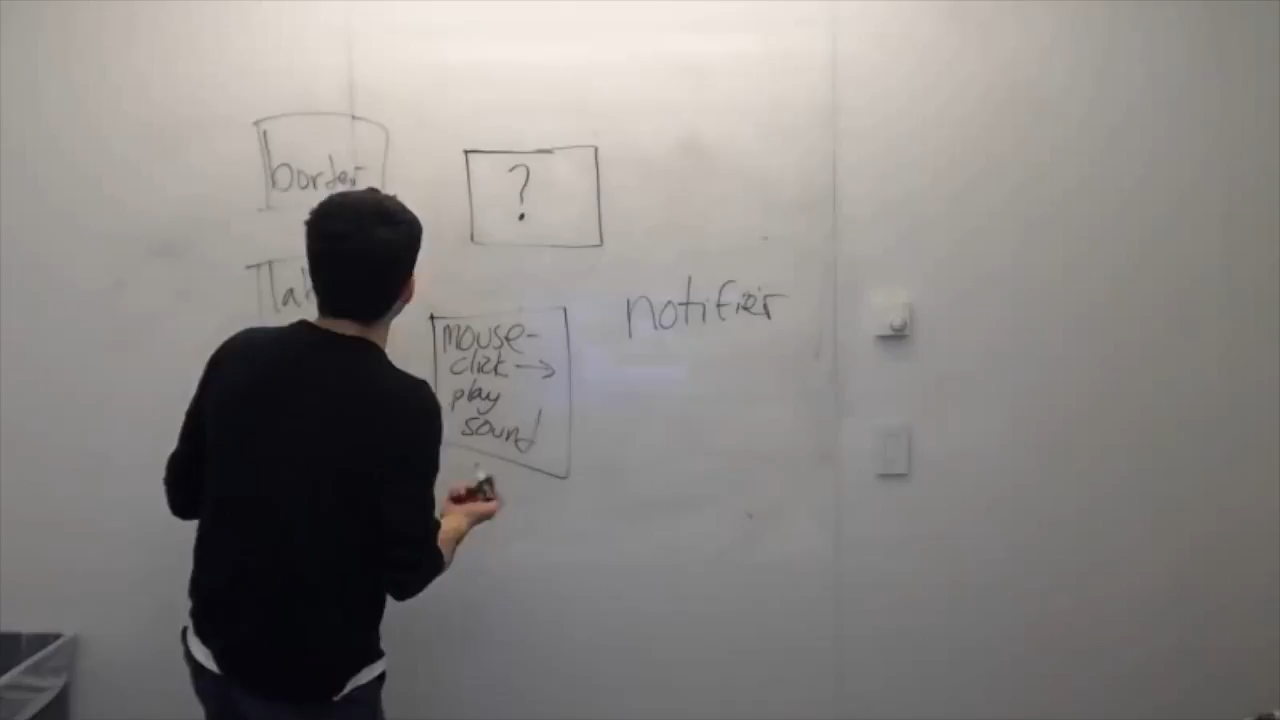 border
?
notifier
mouse-
click →
play
sound